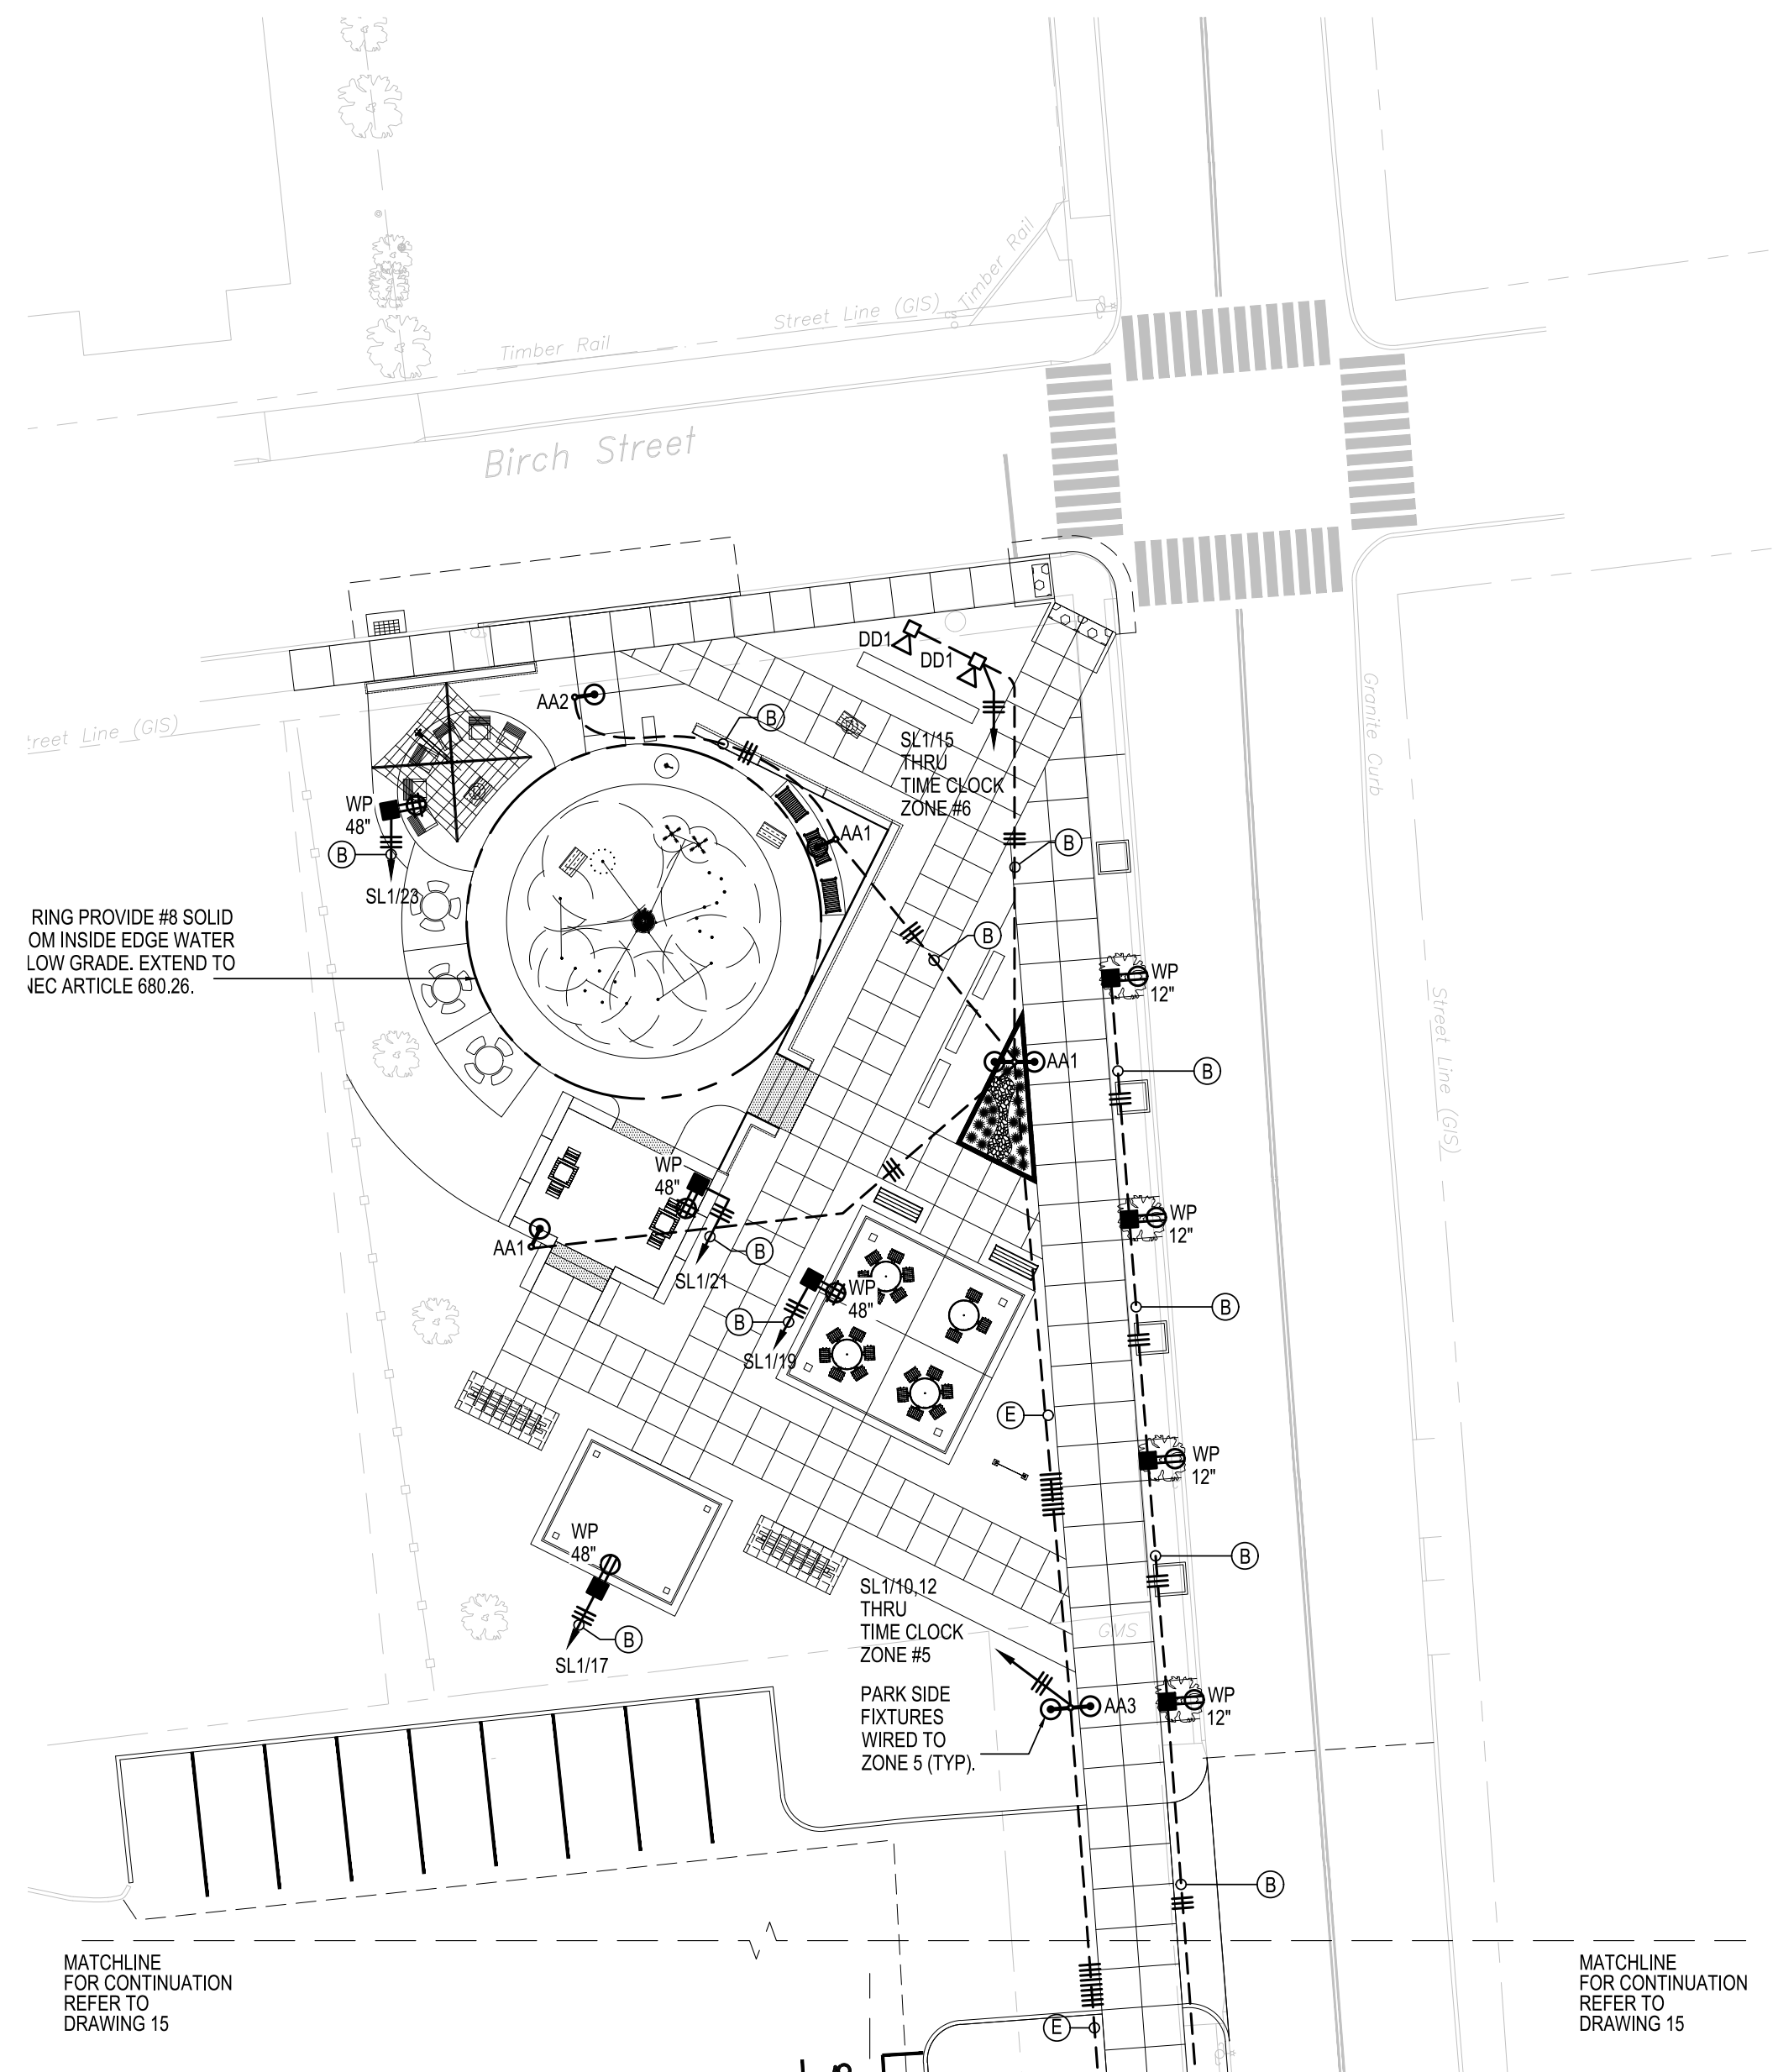 Timber Rail
Street Line (GIS)
CS
Timber Rail
Birch Street
DD1
DD1
AA2
B
treet Line (GIS)
Granite Curb
SL1/15
THRU
TIME CLOCK
ZONE #6
WP
48"
B
SL1/23
AA1
B
RING PROVIDE #8 SOLID
OM INSIDE EDGE WATER
LOW GRADE. EXTEND TO
NEC ARTICLE 680.26.
B
WP
12"
Street Line (GIS)
AA1
B
WP
48"
WP
12"
AA1
B
SL1/21
WP
48"
B
B
SL1/19
E
WP
12"
WP
48"
B
SL1/10,12
THRU
TIME CLOCK
ZONE #5
GMS
B
SL1/17
PARK SIDE
FIXTURES
WIRED TO
ZONE 5 (TYP).
AA3
WP
12"
B
MATCHLINE
FOR CONTINUATION
REFER TO
DRAWING 15
MATCHLINE
FOR CONTINUATION
REFER TO
DRAWING 15
E